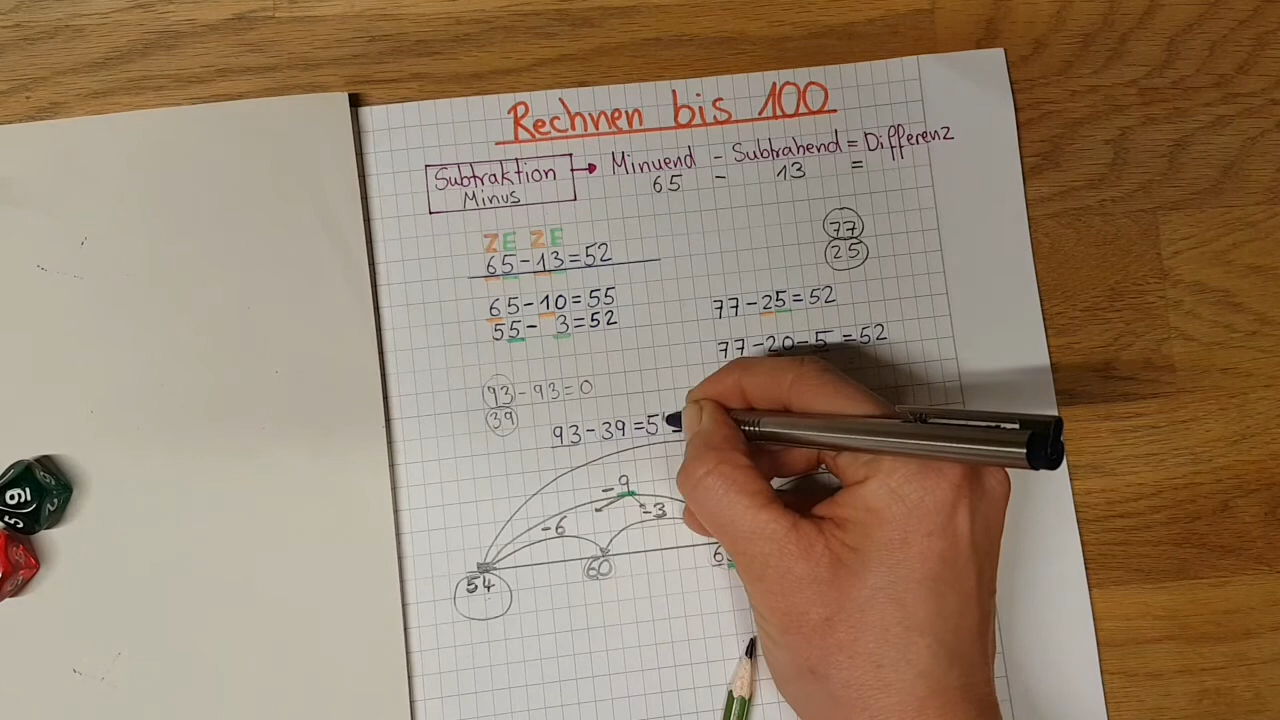 Rechnen bis 100
Subtraktion
Minus
Minuend - Subtrahend = Differenz
65 - 13 =
Z E Z E
65-13=52
65-10=55
55- 3=52
77
25
77-25=52
77-20-5=52
93-93=0
39
93-39=5
-9
-6
-3
54
60
9
5